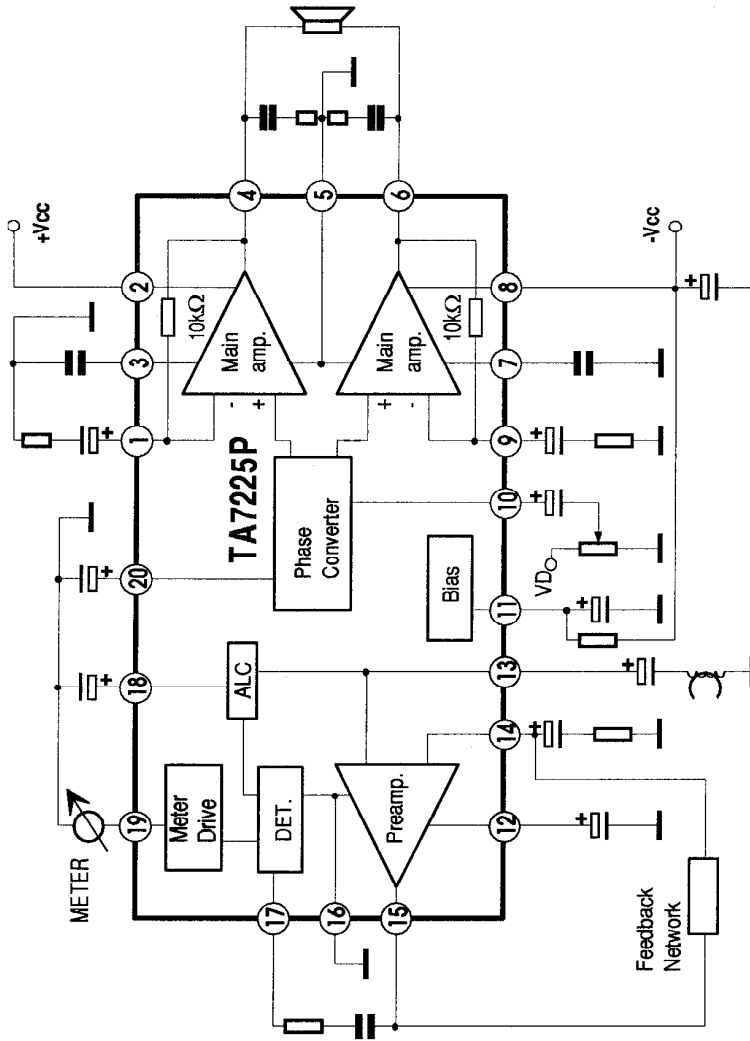 +Vcc
-Vcc
1
2
3
4
5
6
7
8
9
10
11
12
13
14
15
16
17
18
19
20
10kΩ
10kΩ
Main
amp.
-
+
Main
amp.
+
-
TA7225P
Phase
Converter
Bias
VD
ALC
Meter
Drive
DET.
Preamp.
METER
Feedback
Network
+
+
+
+
+
+
+
+
+
+